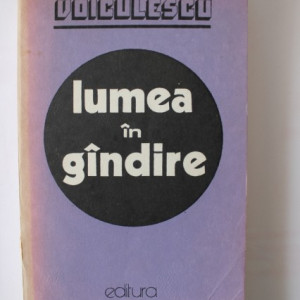 VOICULESCU
lumea
în
gîndire
editura